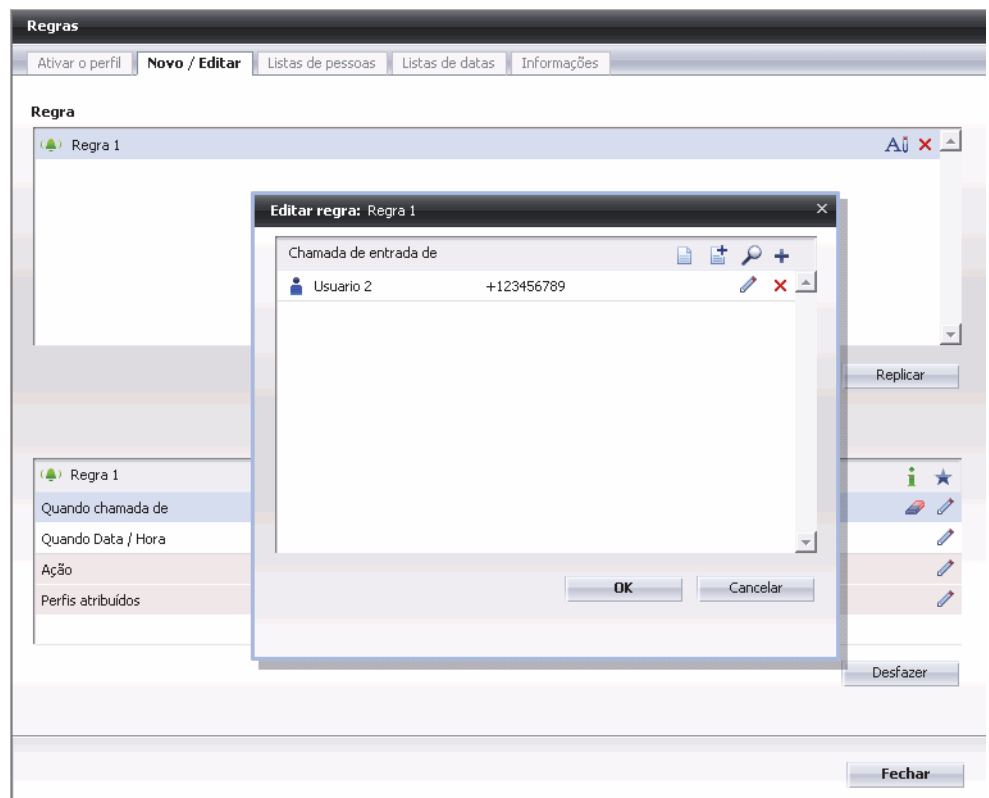 Regras
Ativar o perfil Novo / Editar Listas de pessoas Listas de datas Informações
Regra
Regra 1
Editar regra: Regra 1
Chamada de entrada de
Usuario 2 +123456789
Replicar
Regra 1
Quando chamada de
Quando Data / Hora
Ação
Perfis atribuídos
OK Cancelar
Desfazer
Fechar